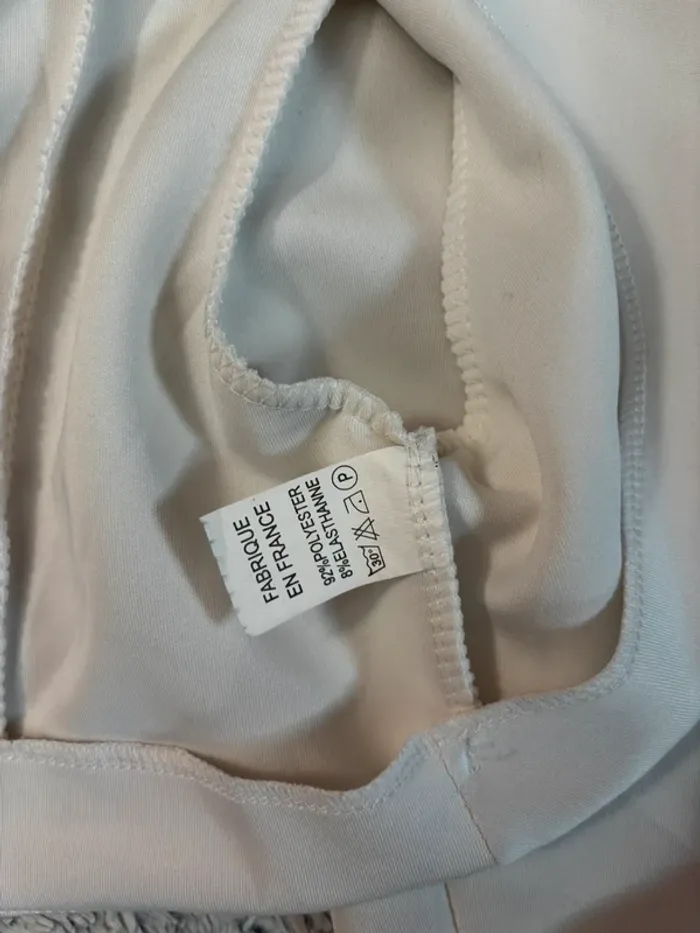 FABRIQUE
EN FRANCE
92%POLYESTER
8%ELASTHANNE
30° P